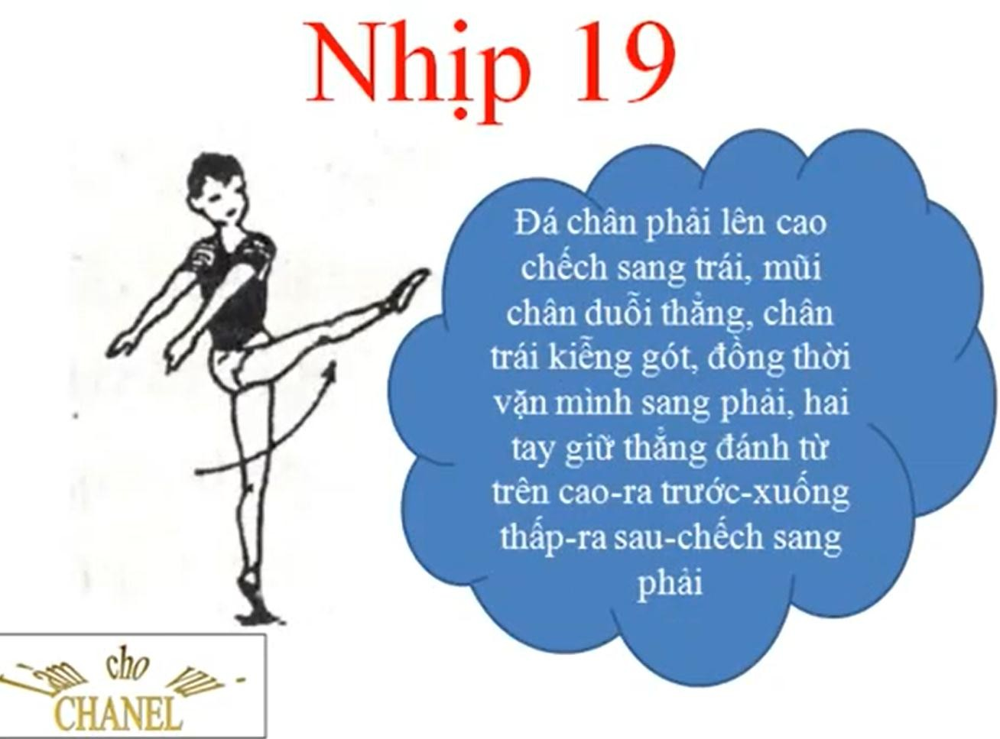 Nhịp 19
Đá chân phải lên cao
chếch sang trái, mũi
chân duỗi thẳng, chân
trái kiễng gót, đồng thời
vặn mình sang phải, hai
tay giữ thẳng đánh từ
trên cao-ra trước-xuống
thấp-ra sau-chếch sang
phải
Làm cho vui
CHANEL